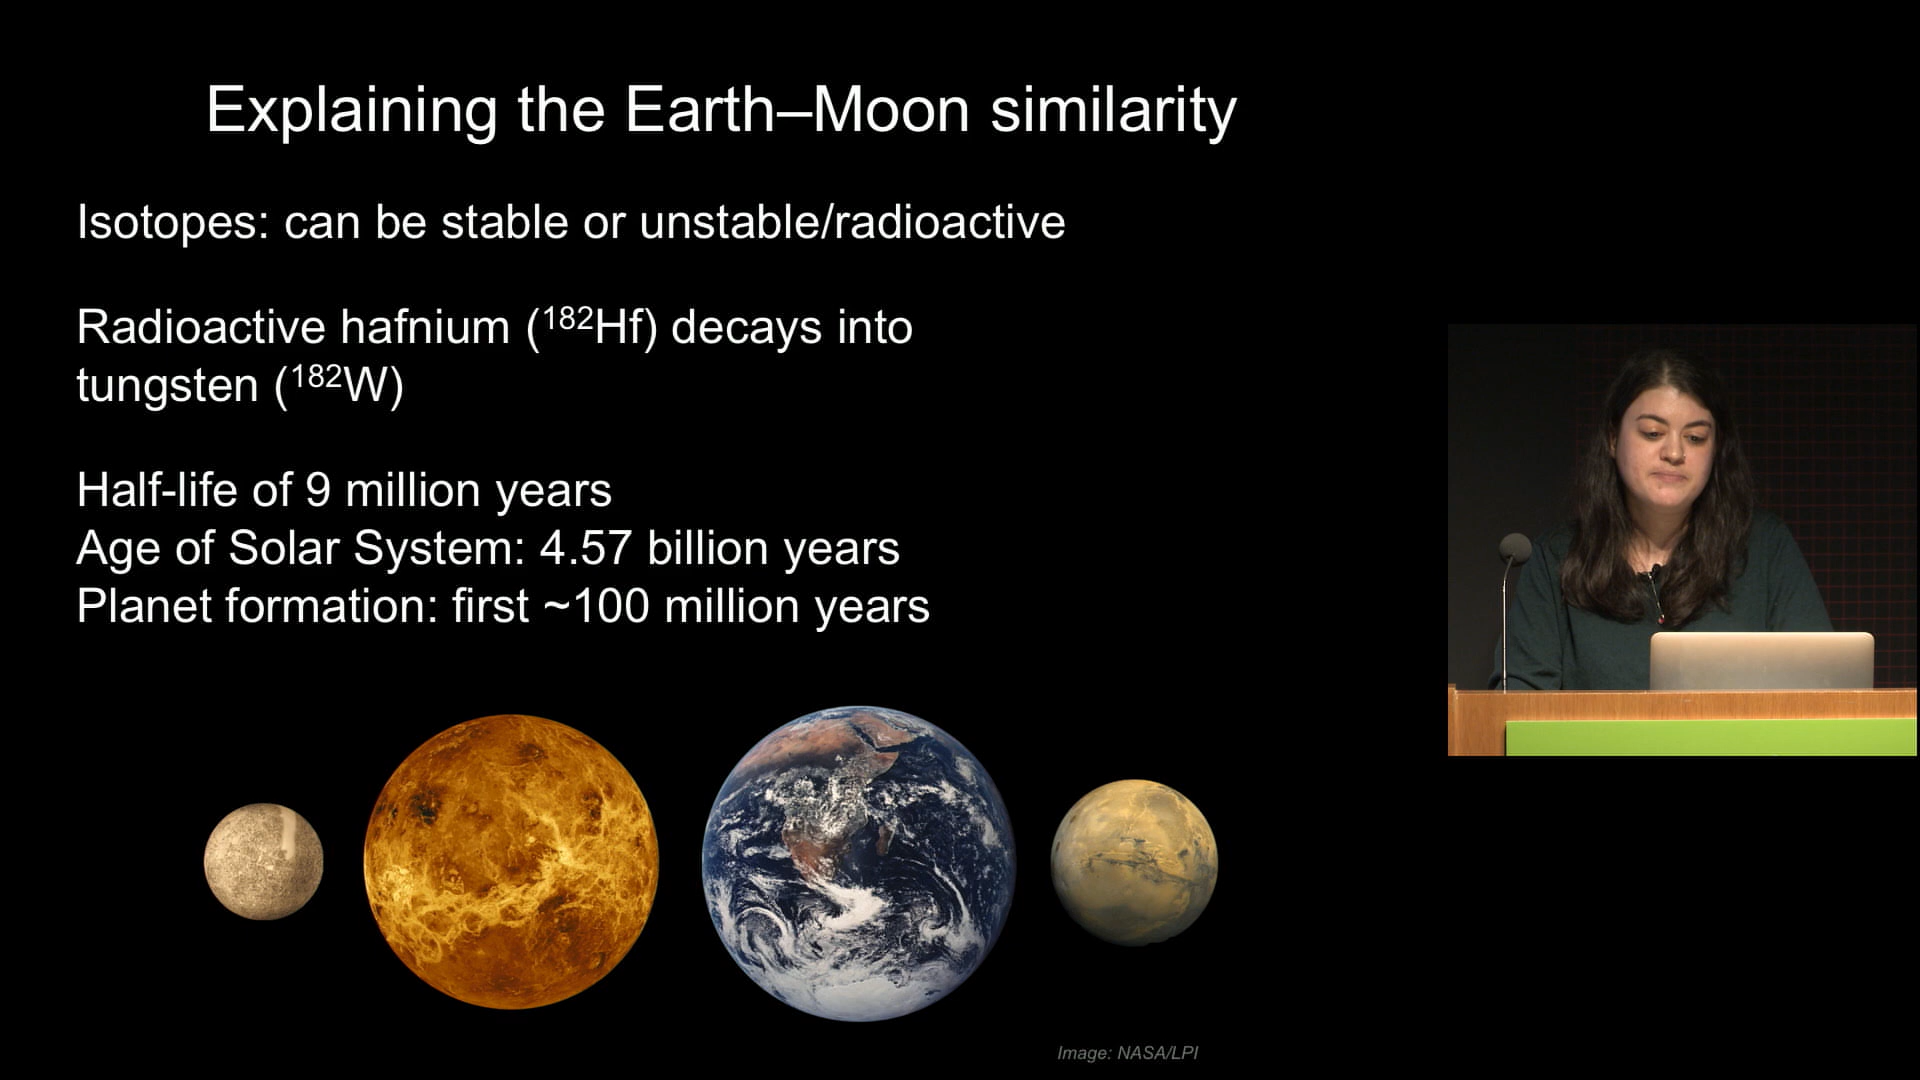 Explaining the Earth–Moon similarity
Isotopes: can be stable or unstable/radioactive
Radioactive hafnium (¹⁸²Hf) decays into
tungsten (¹⁸²W)
Half-life of 9 million years
Age of Solar System: 4.57 billion years
Planet formation: first ~100 million years
Image: NASA/LPI